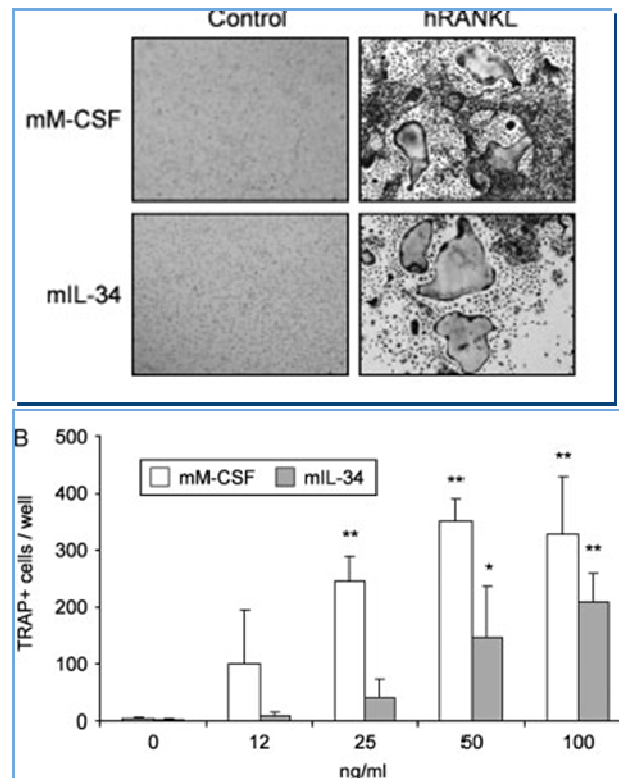 Control hRANKL
mM-CSF
mIL-34
B
500
400
300
200
100
0
TRAP+ cells / well
mM-CSF mIL-34
**
**
*
**
**
0 12 25 50 100
ng/ml